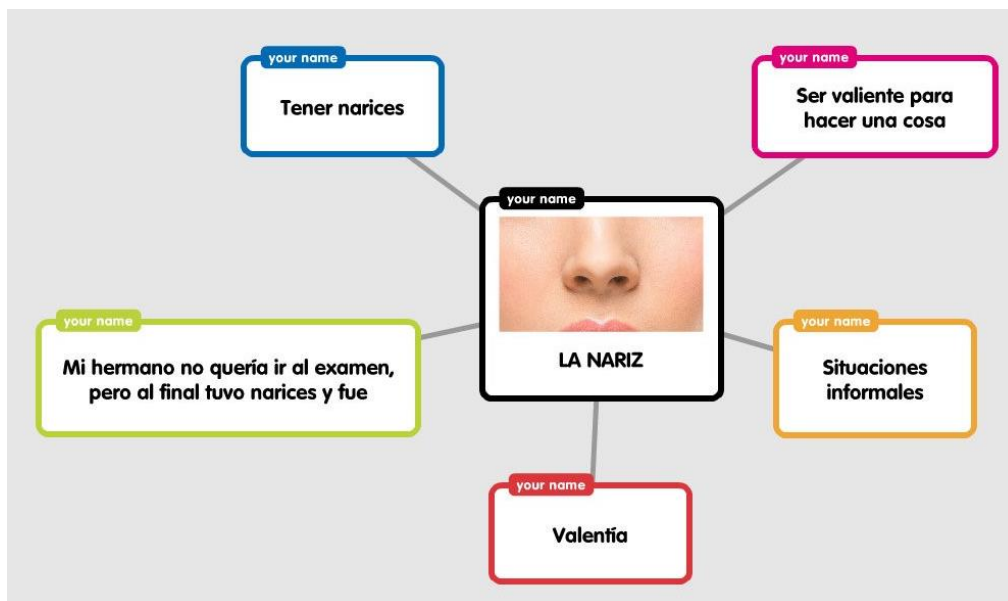 your name
Tener narices
your name
Ser valiente para
hacer una cosa
your name
LA NARIZ
your name
Mi hermano no quería ir al examen,
pero al final tuvo narices y fue
your name
Situaciones
informales
your name
Valentía